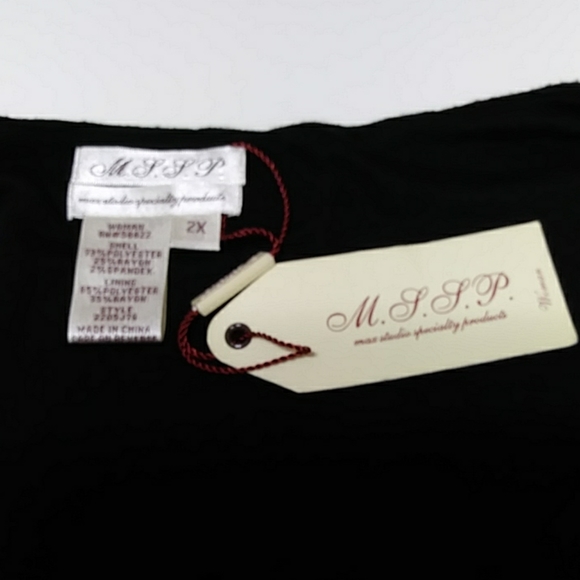 M.S.S.P.
max studio specialty products
2X
WOMAN
SHELL
73%POLYESTER
25%RAYON
2%SPANDEX
LINING
65%POLYESTER
35%RAYON
STYLE
MADE IN CHINA
M.S.S.P.
max studio specialty products
Woman